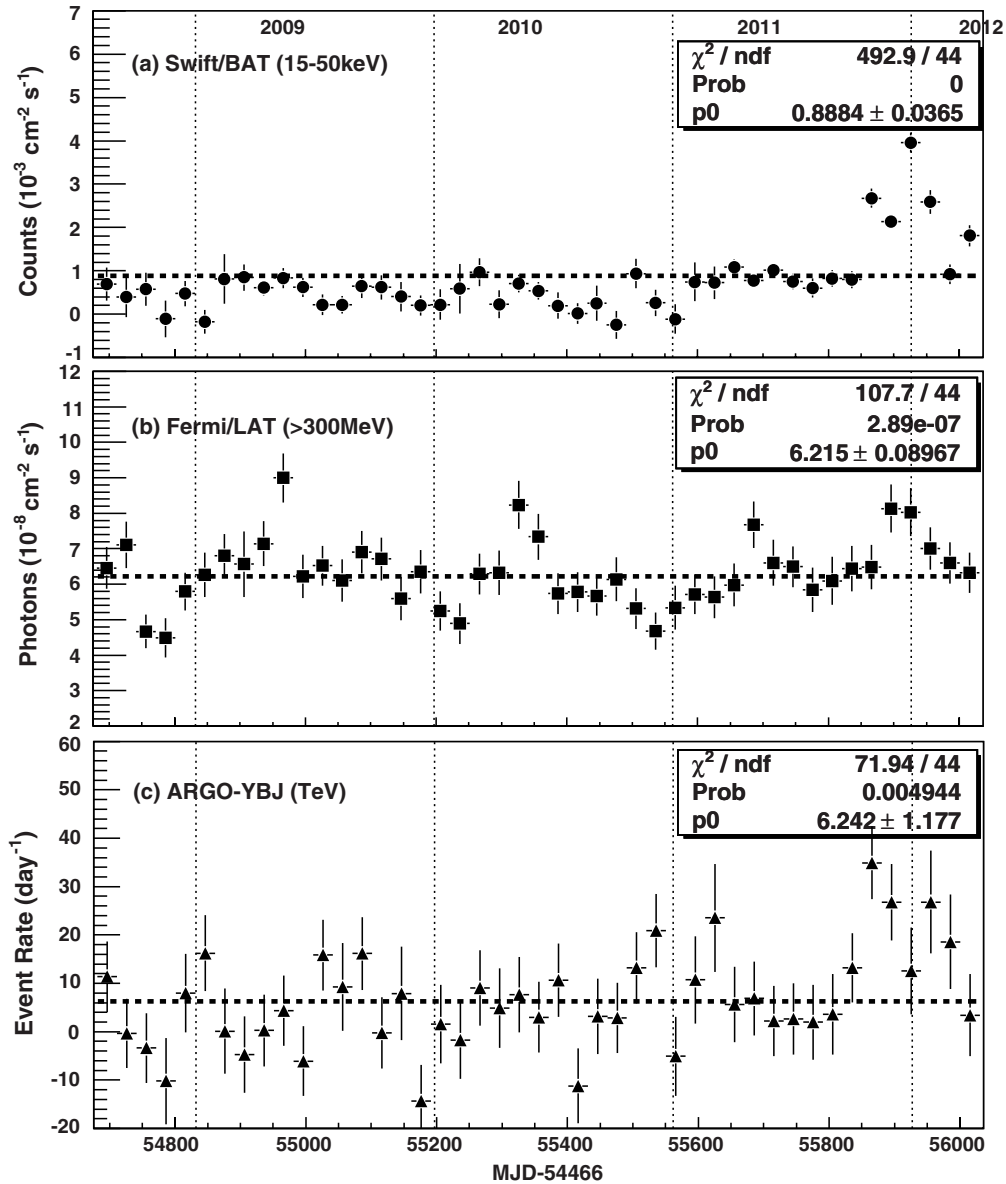 2009 2010 2011 2012
(a) Swift/BAT (15-50keV)
χ² / ndf 492.9 / 44
Prob 0
p0 0.8884 ± 0.0365
Counts (10⁻³ cm⁻² s⁻¹)
7
6
5
4
3
2
1
0
-1
(b) Fermi/LAT (>300MeV)
χ² / ndf 107.7 / 44
Prob 2.89e-07
p0 6.215 ± 0.08967
Photons (10⁻⁸ cm⁻² s⁻¹)
12
11
10
9
8
7
6
5
4
3
2
(c) ARGO-YBJ (TeV)
χ² / ndf 71.94 / 44
Prob 0.004944
p0 6.242 ± 1.177
Event Rate (day⁻¹)
60
50
40
30
20
10
0
-10
-20
54800 55000 55200 55400 55600 55800 56000
MJD-54466